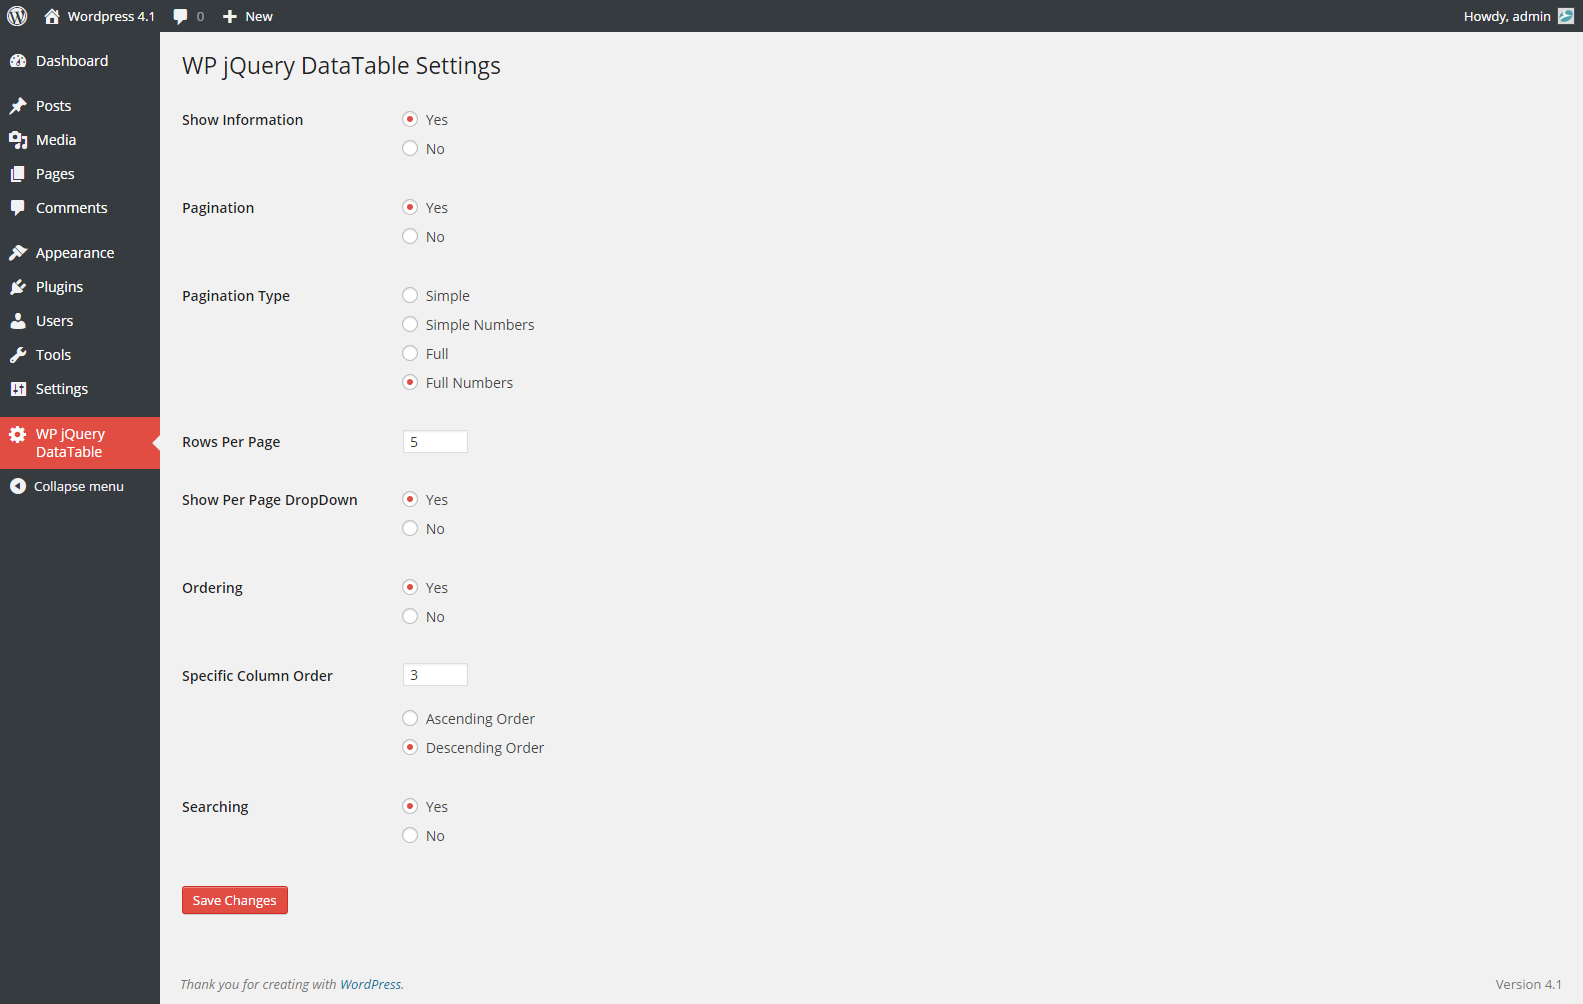 Wordpress 4.1
0
New
Howdy, admin
Dashboard
Posts
Media
Pages
Comments
Appearance
Plugins
Users
Tools
Settings
WP jQuery
DataTable
Collapse menu
WP jQuery DataTable Settings
Show Information
Yes
No
Pagination
Yes
No
Pagination Type
Simple
Simple Numbers
Full
Full Numbers
Rows Per Page
5
Show Per Page DropDown
Yes
No
Ordering
Yes
No
Specific Column Order
3
Ascending Order
Descending Order
Searching
Yes
No
Save Changes
Thank you for creating with WordPress.
Version 4.1